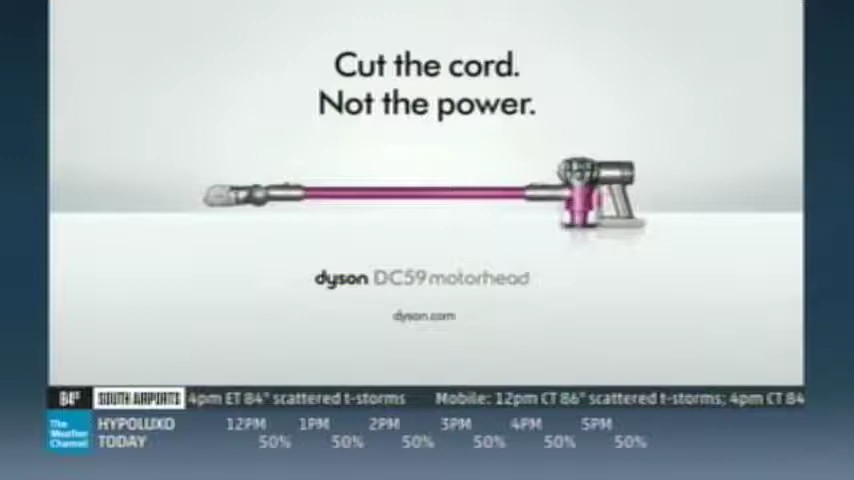 Cut the cord.
Not the power.
dyson DC59 motorhead
dyson.com
84° SOUTH AIRPORTS 4pm ET 84° scattered t-storms Mobile: 12pm CT 86° scattered t-storms; 4pm CT 84
The Weather Channel
HYPOLUXO 12PM 1PM 2PM 3PM 4PM 5PM
TODAY 50% 50% 50% 50% 50% 50%